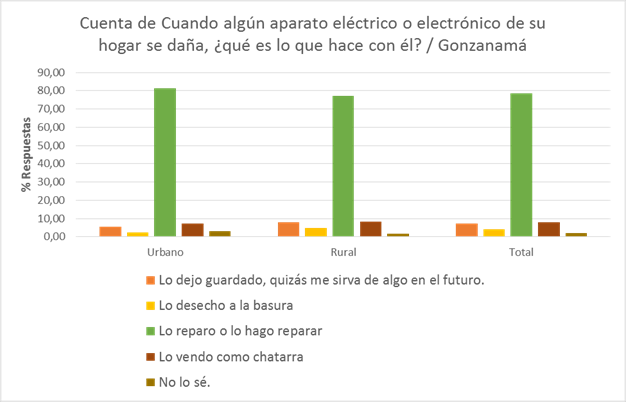 Cuenta de Cuando algún aparato eléctrico o electrónico de su
hogar se daña, ¿qué es lo que hace con él? / Gonzanamá
90,00
80,00
70,00
60,00
50,00
40,00
30,00
20,00
10,00
0,00
% Respuestas
Urbano Rural Total
Lo dejo guardado, quizás me sirva de algo en el futuro.
Lo desecho a la basura
Lo reparo o lo hago reparar
Lo vendo como chatarra
No lo sé.